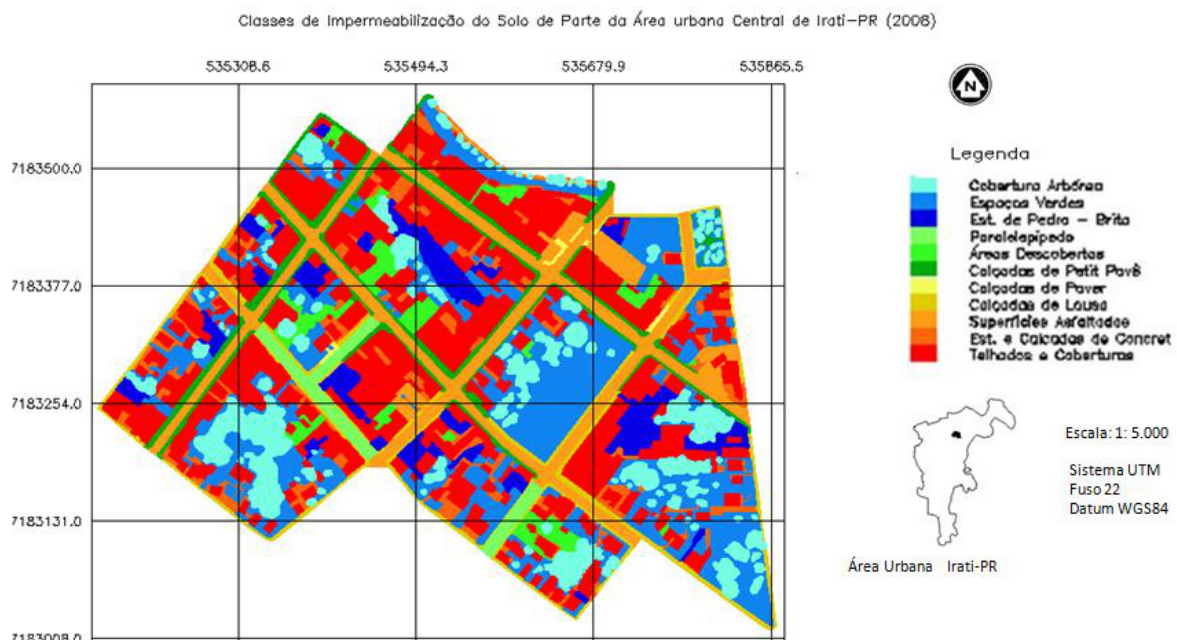 Classes de Impermeabilização do Solo de Parte da Área urbana Central de Irati-PR (2008)
535308.6 535494.3 535679.9 535865.5
N
7183500.0
7183377.0
7183254.0
7183131.0
7183008.0
Legenda
Cobertura Arbórea
Espaços Verdes
Est. de Pedra - Brita
Paralelepípedo
Áreas Descobertas
Calçadas de Petit Pavê
Calçadas de Paver
Calçadas de Lousa
Superfícies Asfaltadas
Est. e Calcadas de Concret
Telhados e Coberturas
Escala: 1: 5.000
Sistema UTM
Fuso 22
Datum WGS84
Área Urbana Irati-PR